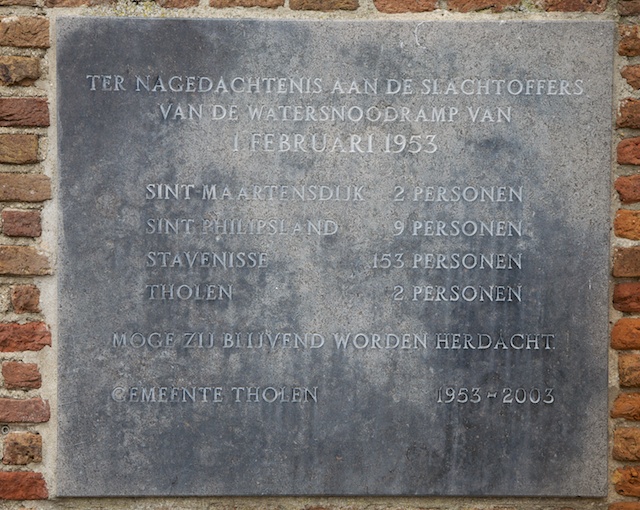 TER NAGEDACHTENIS AAN DE SLACHTOFFERS
VAN DE WATERSNOODRAMP VAN
1 FEBRUARI 1953
SINT MAARTENSDIJK 2 PERSONEN
SINT PHILIPSLAND 9 PERSONEN
STAVENISSE 153 PERSONEN
THOLEN 2 PERSONEN
MOGE ZIJ BLIJVEND WORDEN HERDACHT.
GEMEENTE THOLEN 1953-2003